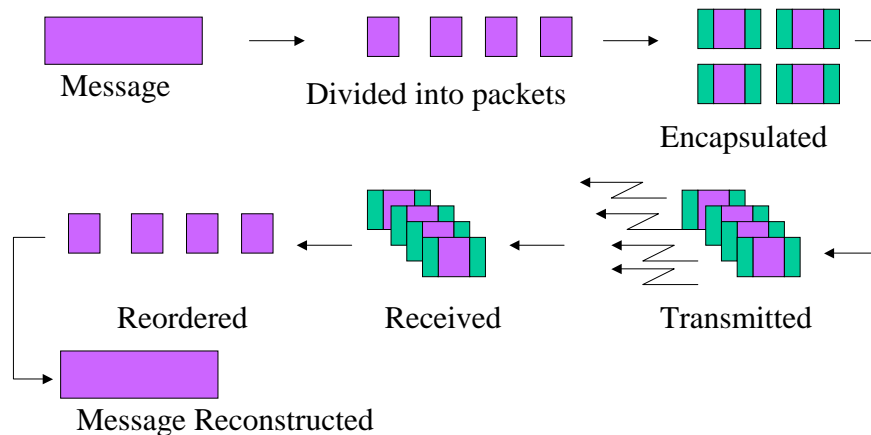 Message
Divided into packets
Encapsulated
Reordered
Received
Transmitted
Message Reconstructed